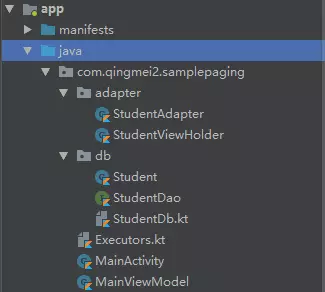 app
manifests
java
com.qingmei2.samplepaging
adapter
StudentAdapter
StudentViewHolder
db
Student
StudentDao
StudentDb.kt
Executors.kt
MainActivity
MainViewModel